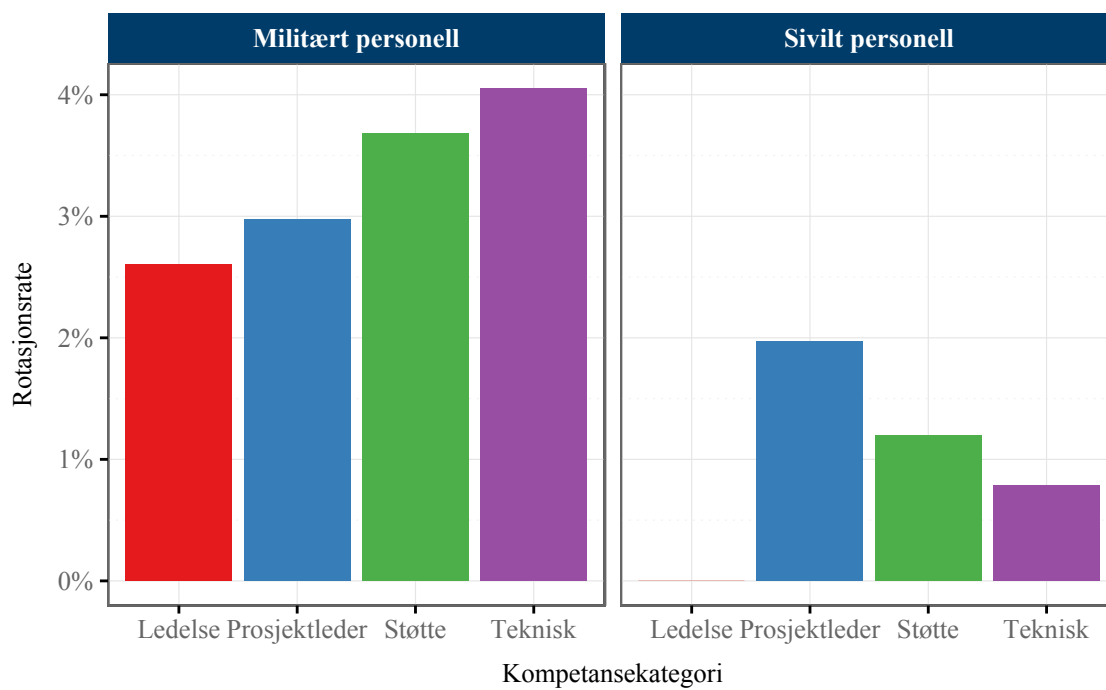 Militært personell
Sivilt personell
4%
3%
2%
1%
0%
Rotasjonsrate
Ledelse Prosjektleder Støtte Teknisk
Ledelse Prosjektleder Støtte Teknisk
Kompetansekategori